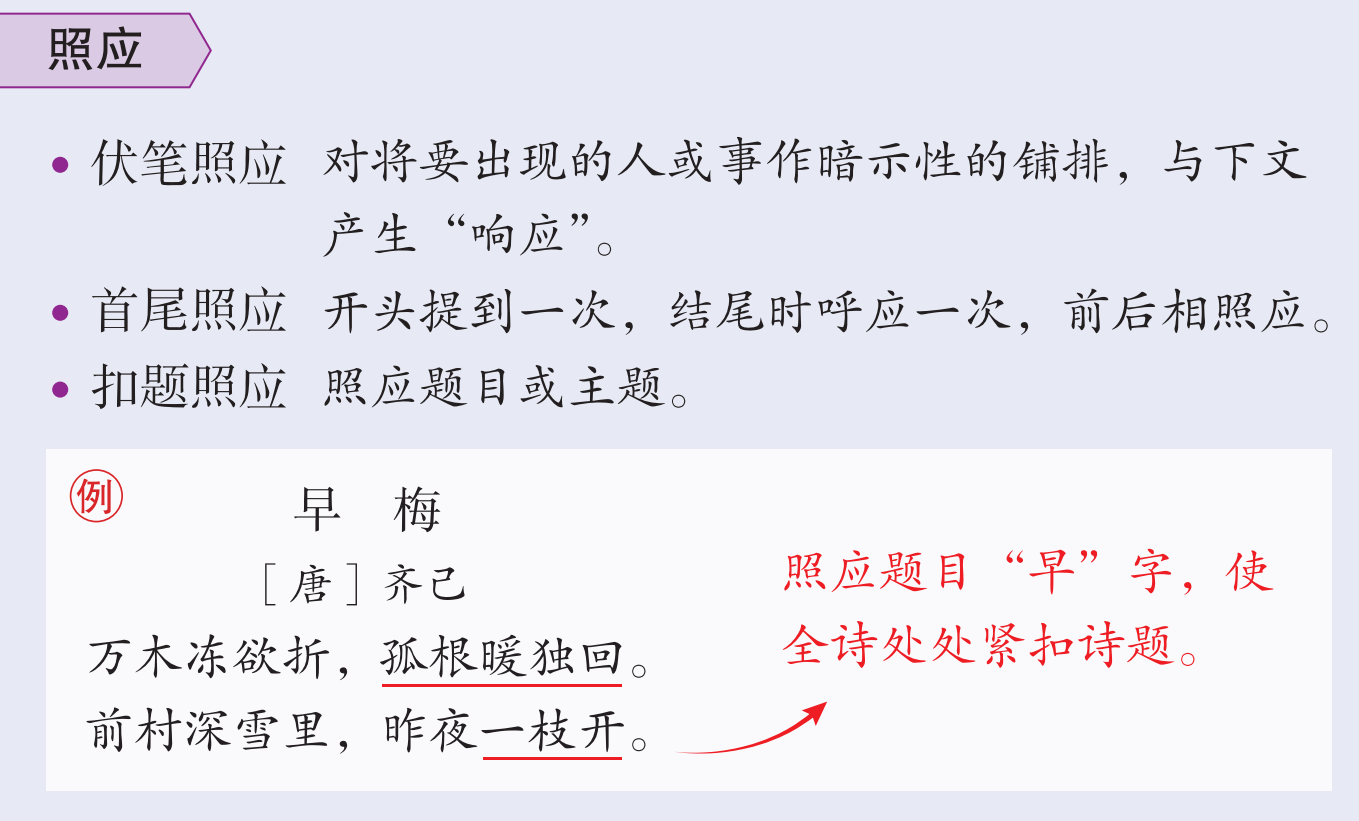 照应
• 伏笔照应 对将要出现的人或事作暗示性的铺排，与下文
产生“响应”。
• 首尾照应 开头提到一次，结尾时呼应一次，前后相照应。
• 扣题照应 照应题目或主题。
例
早 梅
［唐］齐己
万木冻欲折，孤根暖独回。
前村深雪里，昨夜一枝开。
照应题目“早”字，使
全诗处处紧扣诗题。